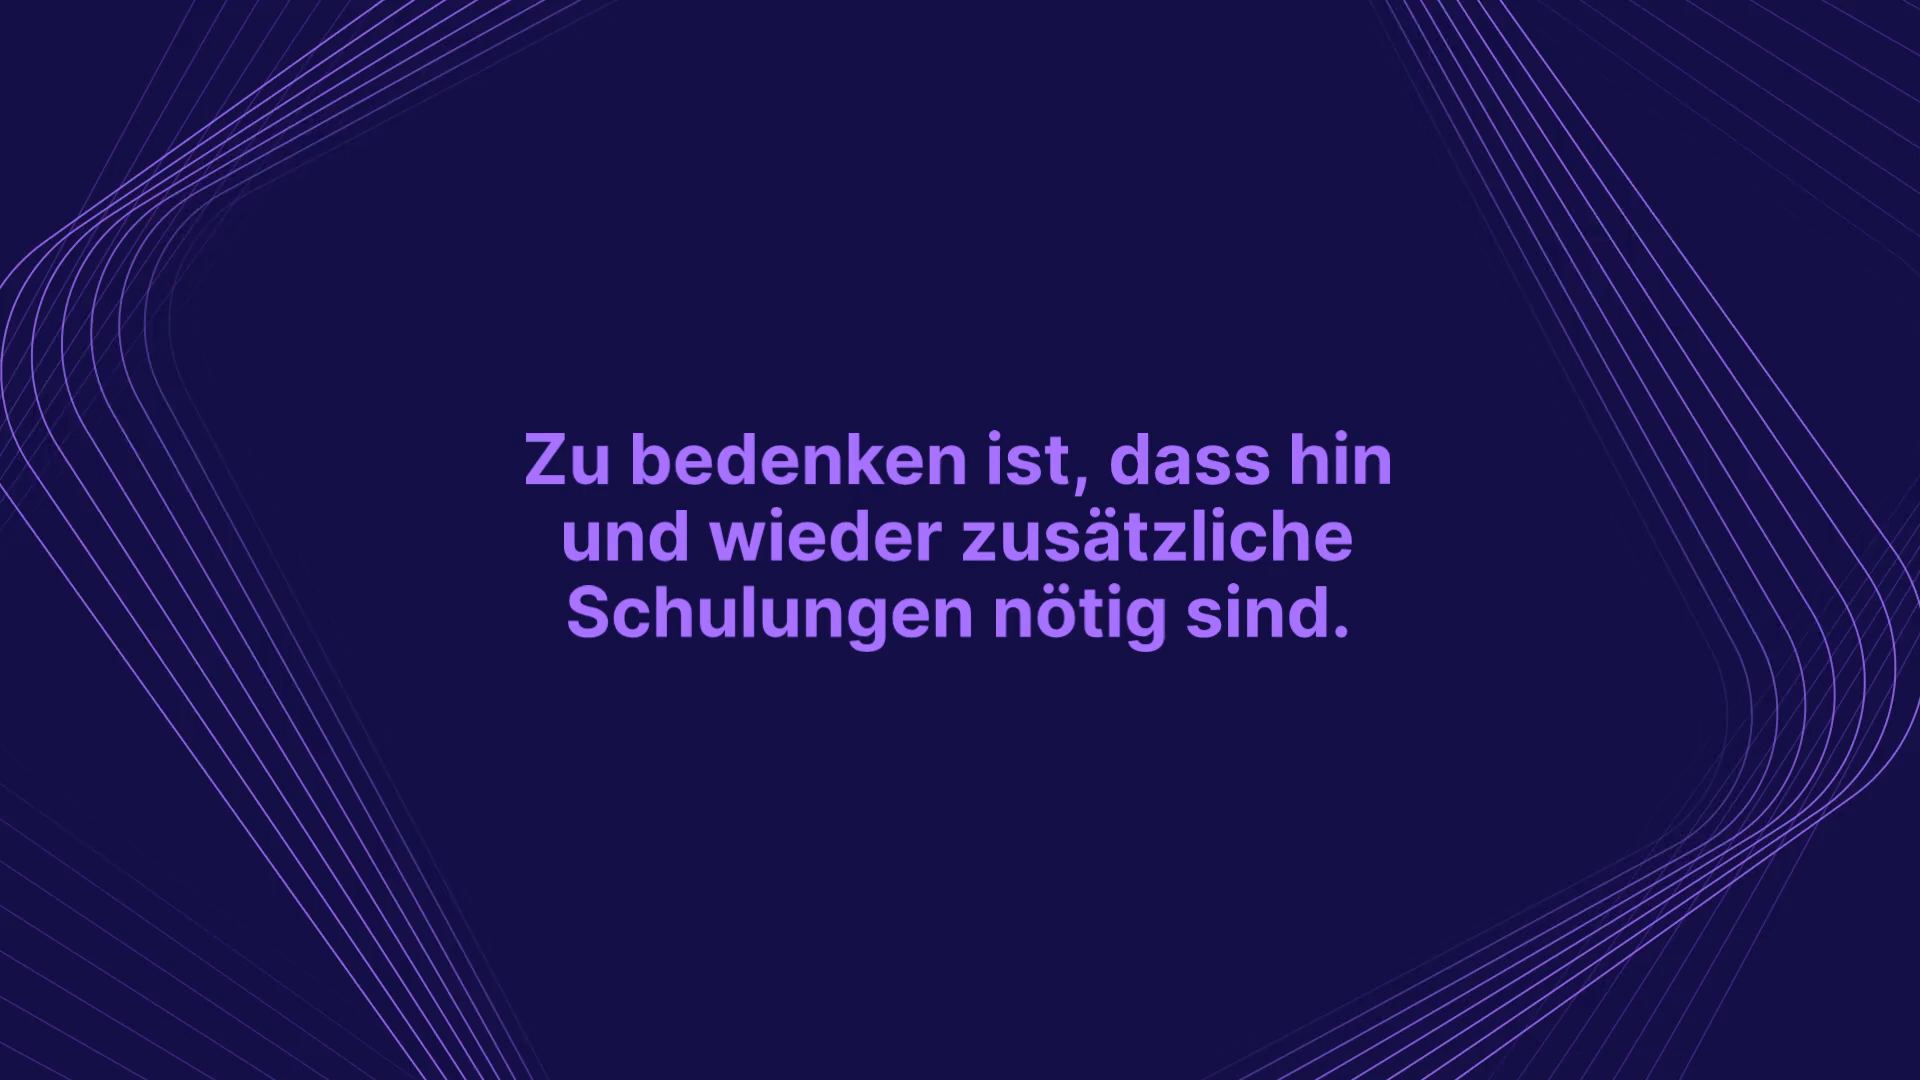 Zu bedenken ist, dass hin
und wieder zusätzliche
Schulungen nötig sind.